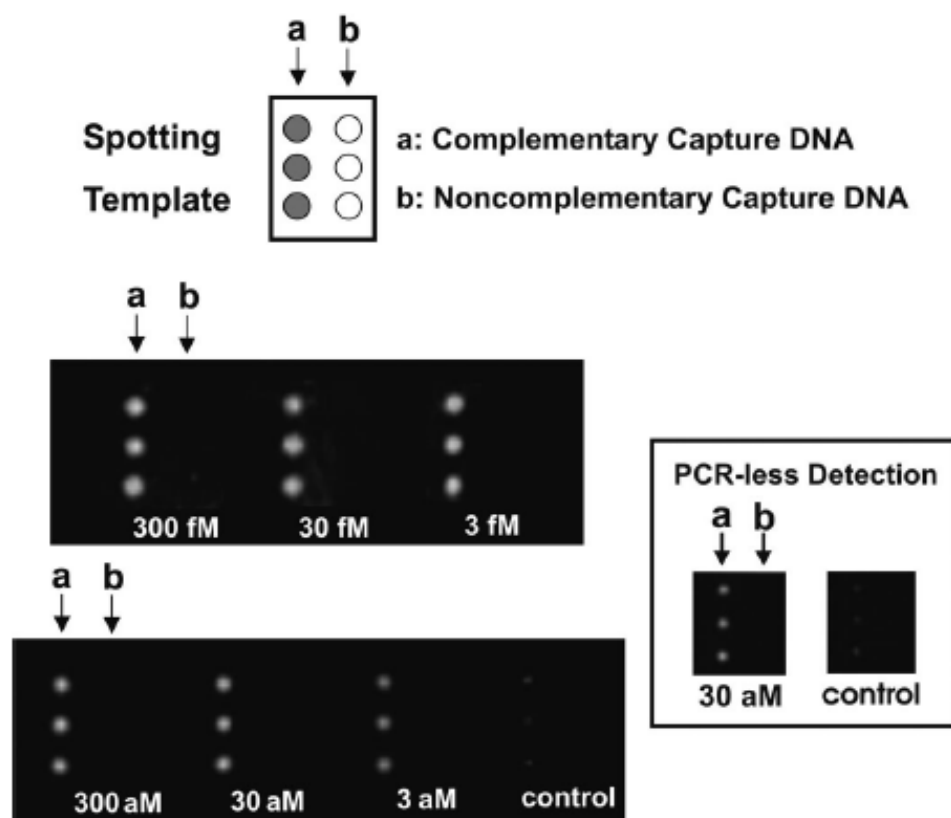 a b
Spotting
Template
a: Complementary Capture DNA
b: Noncomplementary Capture DNA
a b
300 fM 30 fM 3 fM
a b
300 aM 30 aM 3 aM control
PCR-less Detection
a b
30 aM control